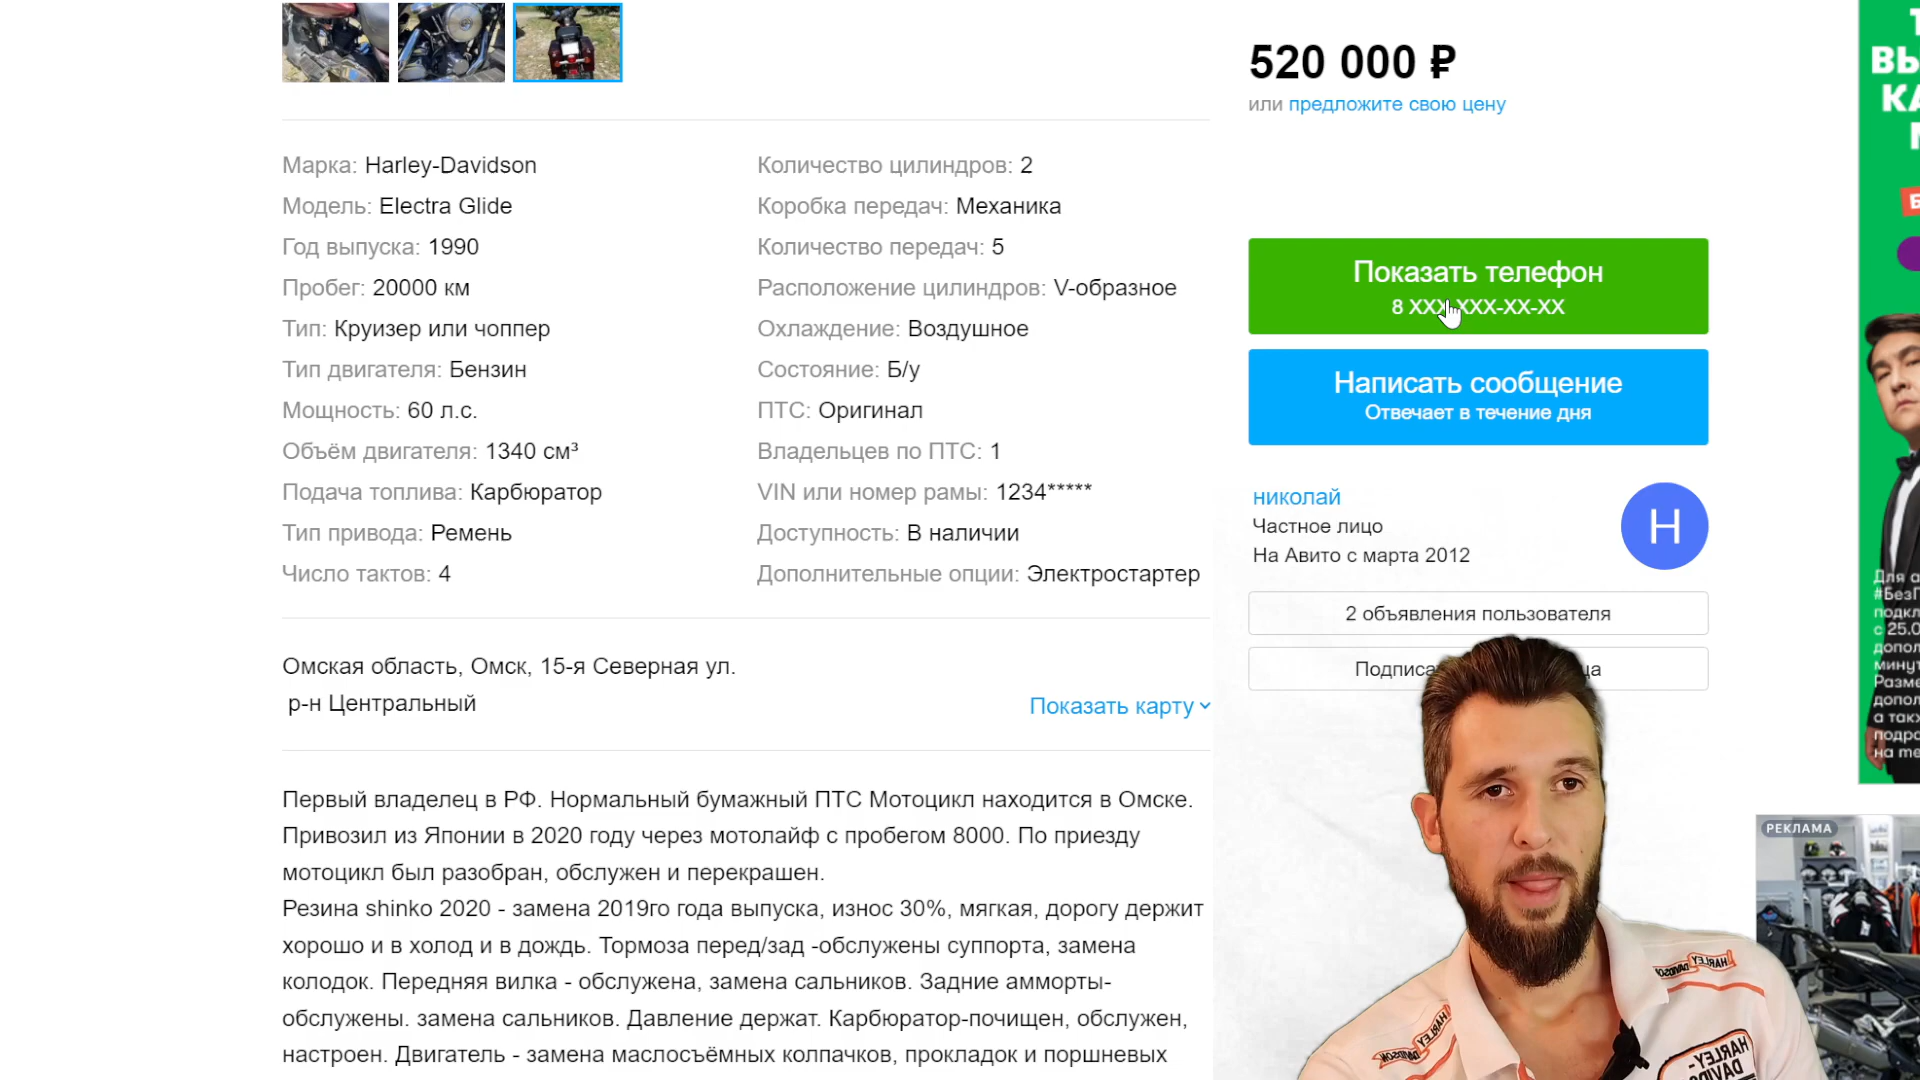 520 000 ₽
или предложите свою цену
Марка: Harley-Davidson
Модель: Electra Glide
Год выпуска: 1990
Пробег: 20000 км
Тип: Круизер или чоппер
Тип двигателя: Бензин
Мощность: 60 л.с.
Объём двигателя: 1340 см³
Подача топлива: Карбюратор
Тип привода: Ремень
Число тактов: 4
Количество цилиндров: 2
Коробка передач: Механика
Количество передач: 5
Расположение цилиндров: V-образное
Охлаждение: Воздушное
Состояние: Б/у
ПТС: Оригинал
Владельцев по ПТС: 1
VIN или номер рамы: 1234*****
Доступность: В наличии
Дополнительные опции: Электростартер
Показать телефон
8 XXX XXX-XX-XX
Написать сообщение
Отвечает в течение дня
николай
Частное лицо
На Авито с марта 2012
Н
2 объявления пользователя
Омская область, Омск, 15-я Северная ул.
р-н Центральный
Показать карту
Первый владелец в РФ. Нормальный бумажный ПТС Мотоцикл находится в Омске.
Привозил из Японии в 2020 году через мотолайф с пробегом 8000. По приезду
мотоцикл был разобран, обслужен и перекрашен.
Резина shinko 2020 - замена 2019го года выпуска, износ 30%, мягкая, дорогу держит
хорошо и в холод и в дождь. Тормоза перед/зад -обслужены суппорта, замена
колодок. Передняя вилка - обслужена, замена сальников. Задние амморты-
обслужены. замена сальников. Давление держат. Карбюратор-почищен, обслужен,
настроен. Двигатель - замена маслосъёмных колпачков, прокладок и поршневых
РЕКЛАМА
HARLEY
DAVIDSON
HARLEY
DAVIDSON
HARLEY-